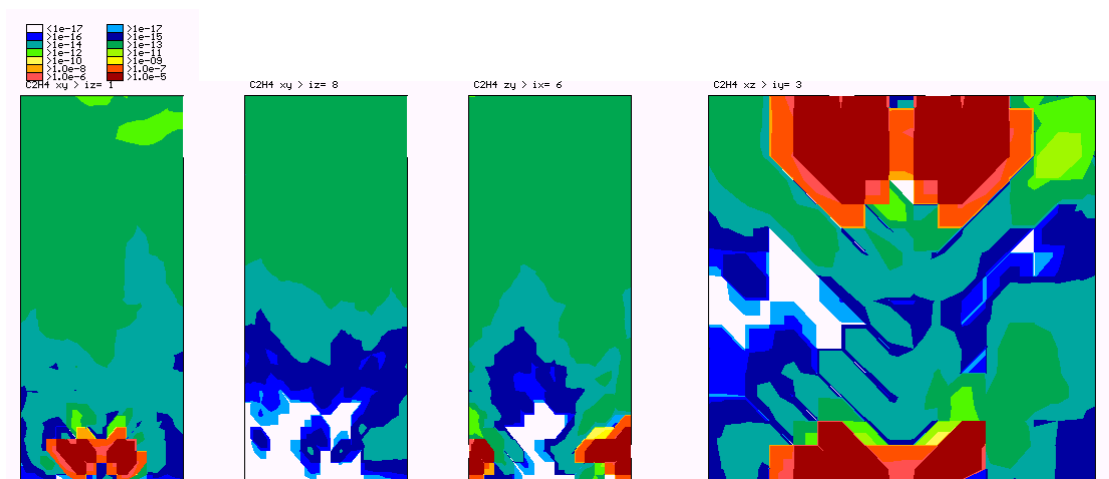 <1e-17 >1e-17
>1e-16 >1e-15
>1e-14 >1e-13
>1e-12 >1e-11
>1e-10 >1e-09
>1.0e-8 >1.0e-7
>1.0e-6 >1.0e-5
C2H4 xy > iz= 1
C2H4 xy > iz= 8
C2H4 zy > ix= 6
C2H4 xz > iy= 3